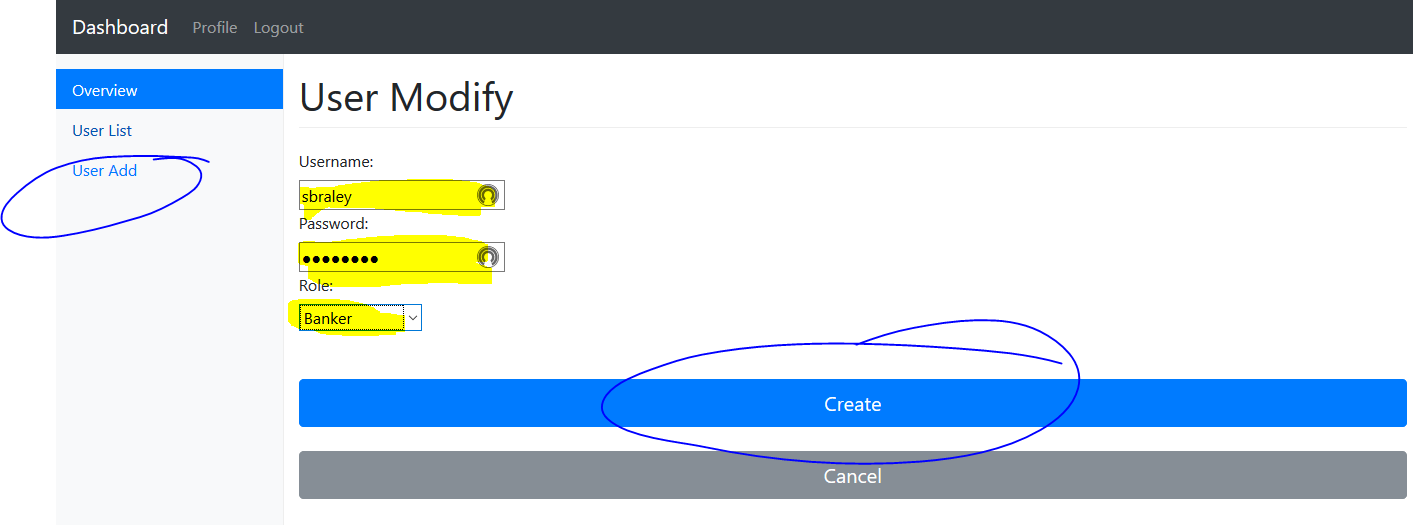 Dashboard Profile Logout
Overview
User List
User Add
User Modify
Username:
sbraley
Password:
●●●●●●●●
Role:
Banker
Create
Cancel